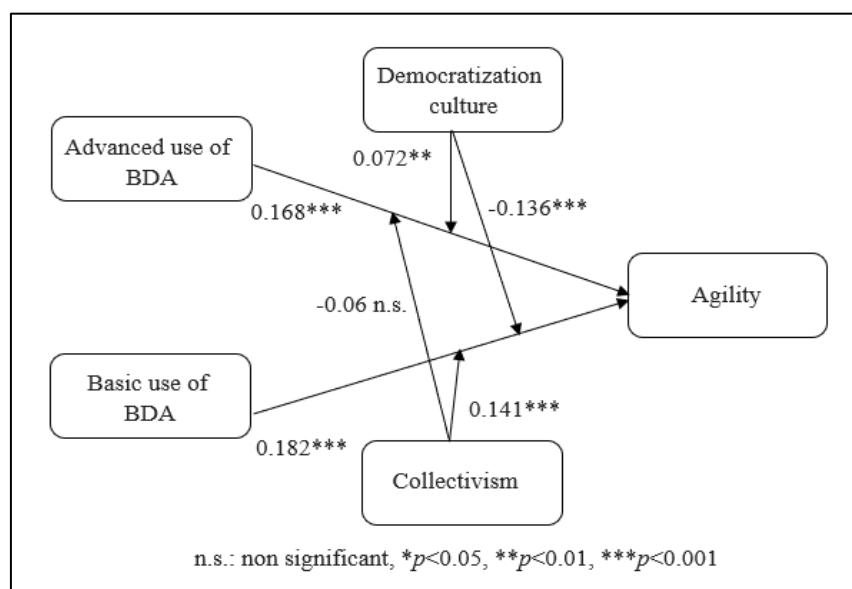 Democratization
culture
Advanced use of
BDA
0.072**
0.168***
-0.136***
Agility
-0.06 n.s.
Basic use of
BDA
0.141***
0.182***
Collectivism
n.s.: non significant, *p<0.05, **p<0.01, ***p<0.001